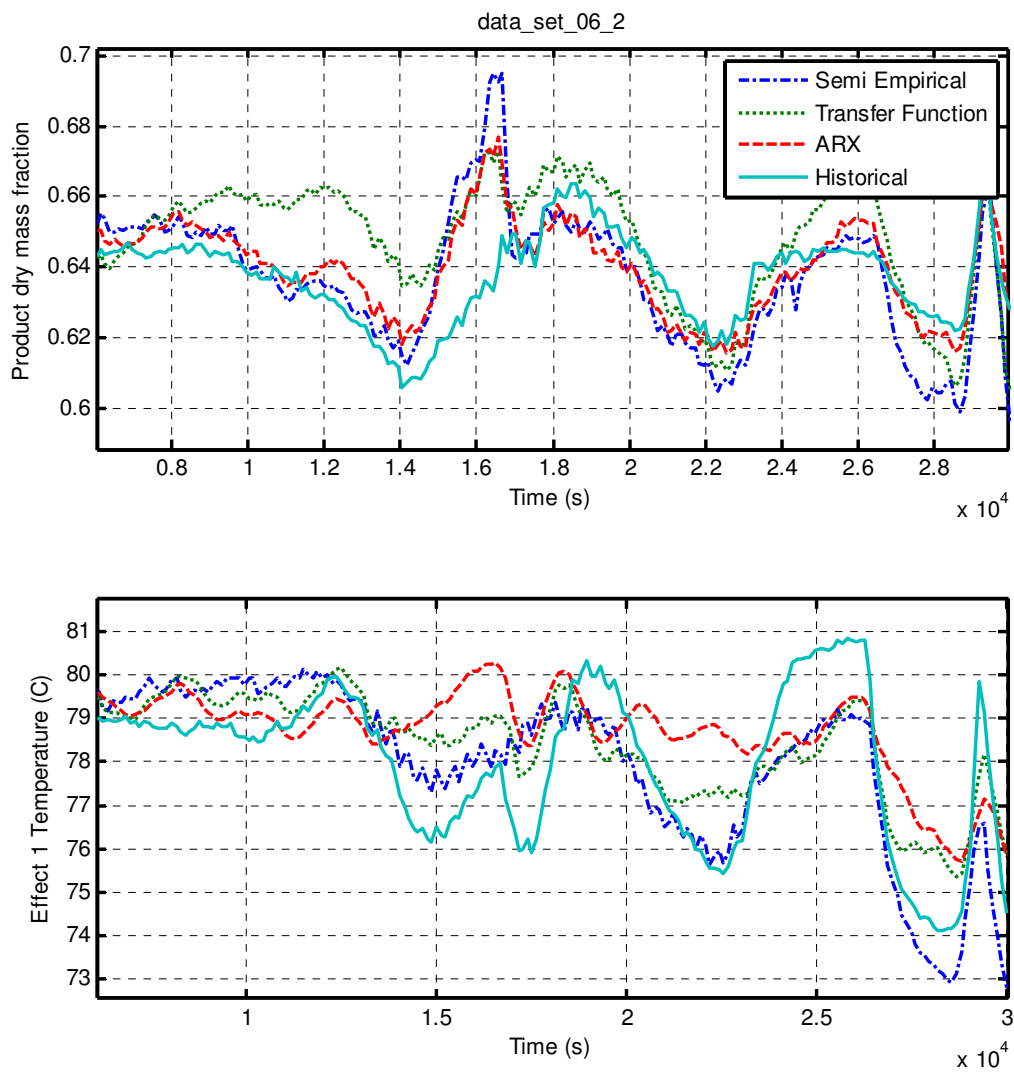 data_set_06_2
Product dry mass fraction
0.7
0.68
0.66
0.64
0.62
0.6
Semi Empirical
Transfer Function
ARX
Historical
0.8 1 1.2 1.4 1.6 1.8 2 2.2 2.4 2.6 2.8
Time (s)
x 10^4
Effect 1 Temperature (C)
81
80
79
78
77
76
75
74
73
1 1.5 2 2.5 3
Time (s)
x 10^4